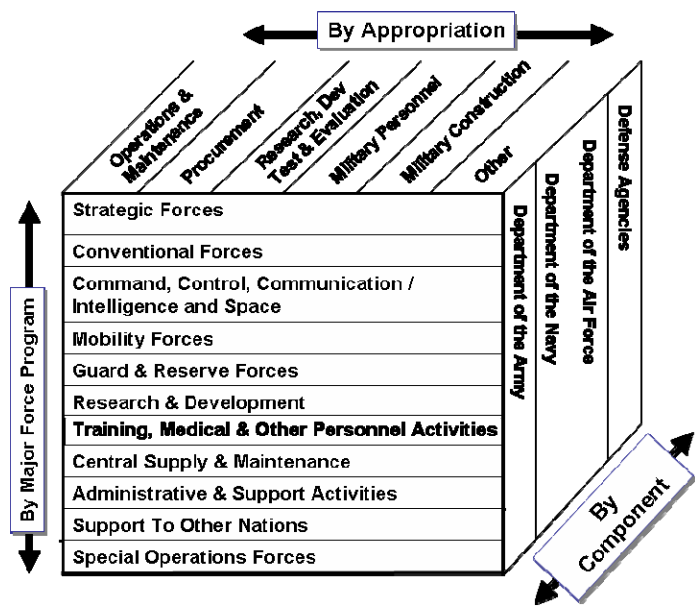 By Appropriation
Operations &
Maintenance
Procurement
Research, Dev
Test & Evaluation
Military Personnel
Military Construction
Other
Defense Agencies
Department of the Air Force
Department of the Navy
Department of the Army
By Major Force Program
Strategic Forces
Conventional Forces
Command, Control, Communication /
Intelligence and Space
Mobility Forces
Guard & Reserve Forces
Research & Development
Training, Medical & Other Personnel Activities
Central Supply & Maintenance
Administrative & Support Activities
Support To Other Nations
Special Operations Forces
By
Component